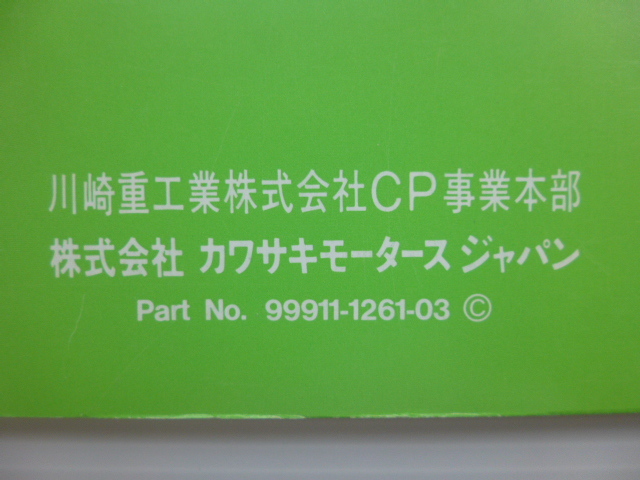 川崎重工業株式会社CP事業本部
株式会社 カワサキモータース ジャパン
Part No. 99911-1261-03 ©